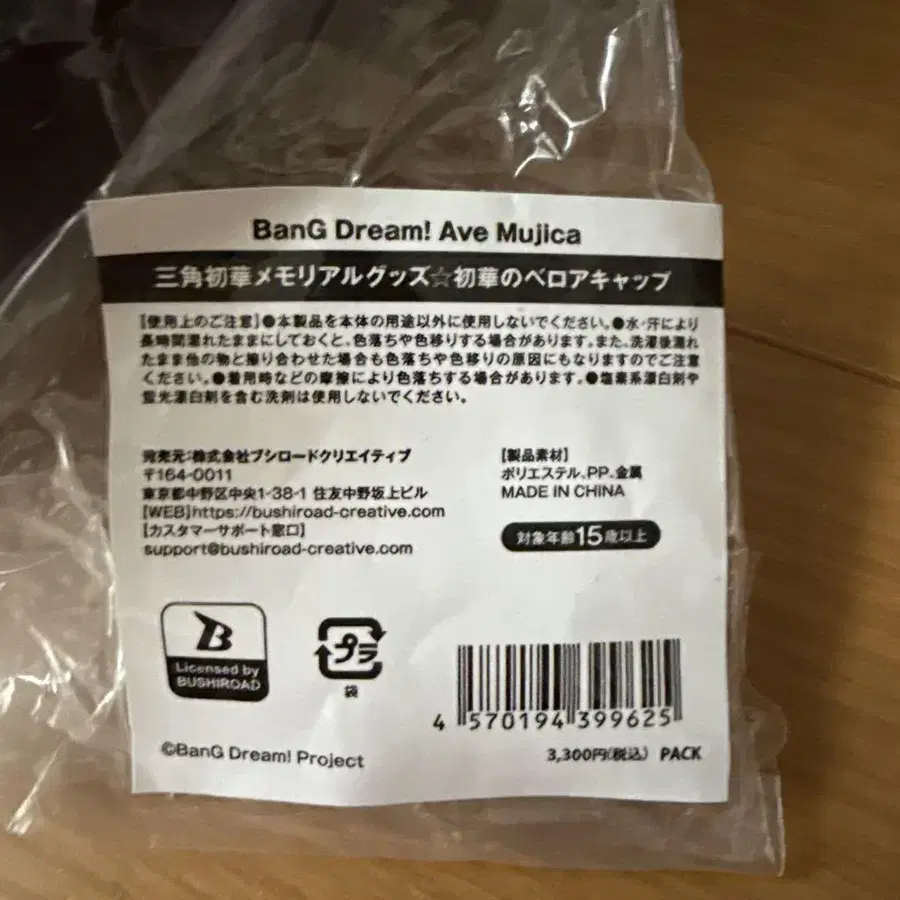 BanG Dream! Ave Mujica
三角初華メモリアルグッズ☆初華のベロアキャップ
【使用上のご注意】●本製品を本体の用途以外に使用しないでください。●水・汗により
長時間濡れたままにしておくと、色落ちや色移りする場合があります。また、洗濯後濡れ
たまま他の物と擦り合わせた場合も色落ちや色移りの原因にもなりますのでご注意
ください。●着用時などの摩擦により色落ちする場合があります。●塩素系漂白剤や
蛍光漂白剤を含む洗剤は使用しないでください。
発売元:株式会社ブシロードクリエイティブ
〒164-0011
東京都中野区中央1-38-1 住友中野坂上ビル
【WEB】https://bushiroad-creative.com
【カスタマーサポート窓口】
support@bushiroad-creative.com
【製品素材】
ポリエステル、PP、金属
MADE IN CHINA
対象年齢15歳以上
B
Licensed by
BUSHIROAD
プラ
袋
4 570194 399625
©BanG Dream! Project
3,300円(税込) PACK